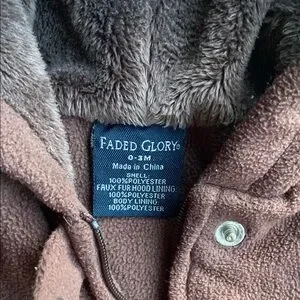 FADED GLORY®
0-3M
Made in China
SHELL:
100%POLYESTER
FAUX FUR HOOD LINING:
100%POLYESTER
BODY LINING:
100%POLYESTER